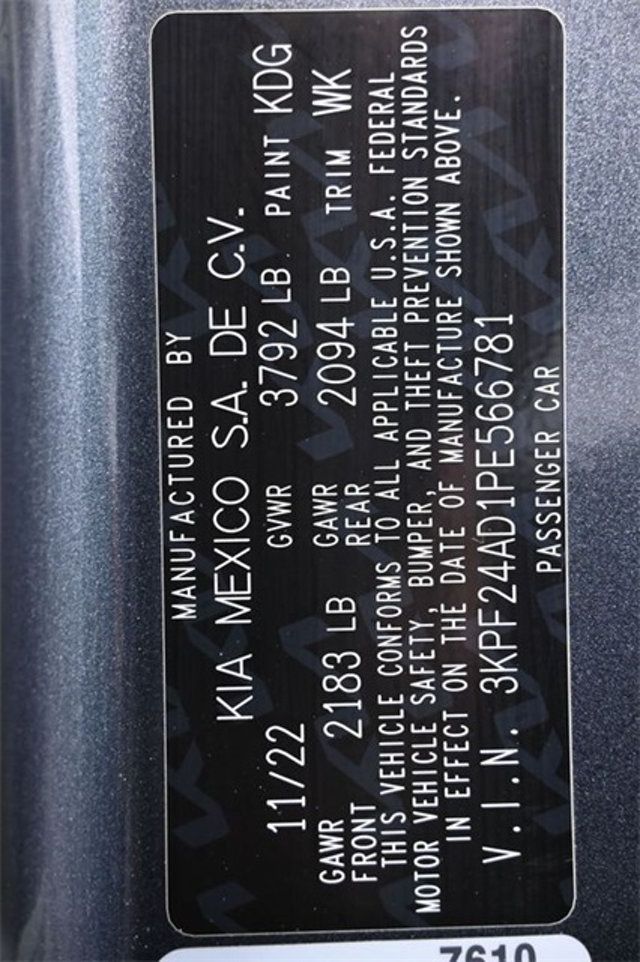 MANUFACTURED BY
KIA MEXICO S.A. DE C.V.
11/22 GVWR 3792 LB PAINT KDG
GAWR FRONT 2183 LB GAWR REAR 2094 LB TRIM WK
THIS VEHICLE CONFORMS TO ALL APPLICABLE U.S.A. FEDERAL
MOTOR VEHICLE SAFETY, BUMPER, AND THEFT PREVENTION STANDARDS
IN EFFECT ON THE DATE OF MANUFACTURE SHOWN ABOVE.
V.I.N. 3KPF24AD1PE566781
PASSENGER CAR
7610